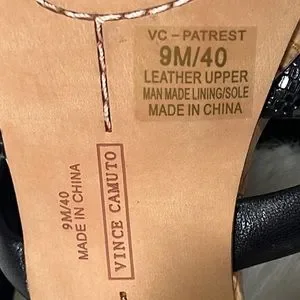 VC – PATREST
9M/40
LEATHER UPPER
MAN MADE LINING/SOLE
MADE IN CHINA
9M/40
MADE IN CHINA
VINCE CAMUTO